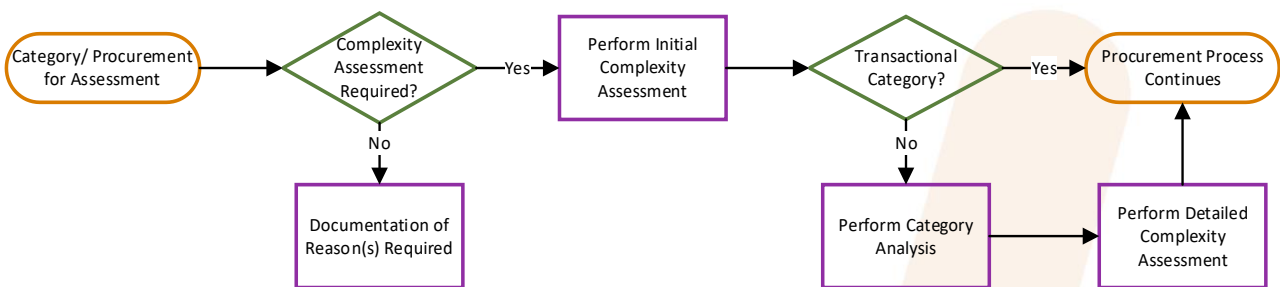 Category/ Procurement
for Assessment
Complexity
Assessment
Required?
Yes
Perform Initial
Complexity
Assessment
Transactional
Category?
Yes
Procurement Process
Continues
No
No
Documentation of
Reason(s) Required
Perform Category
Analysis
Perform Detailed
Complexity
Assessment